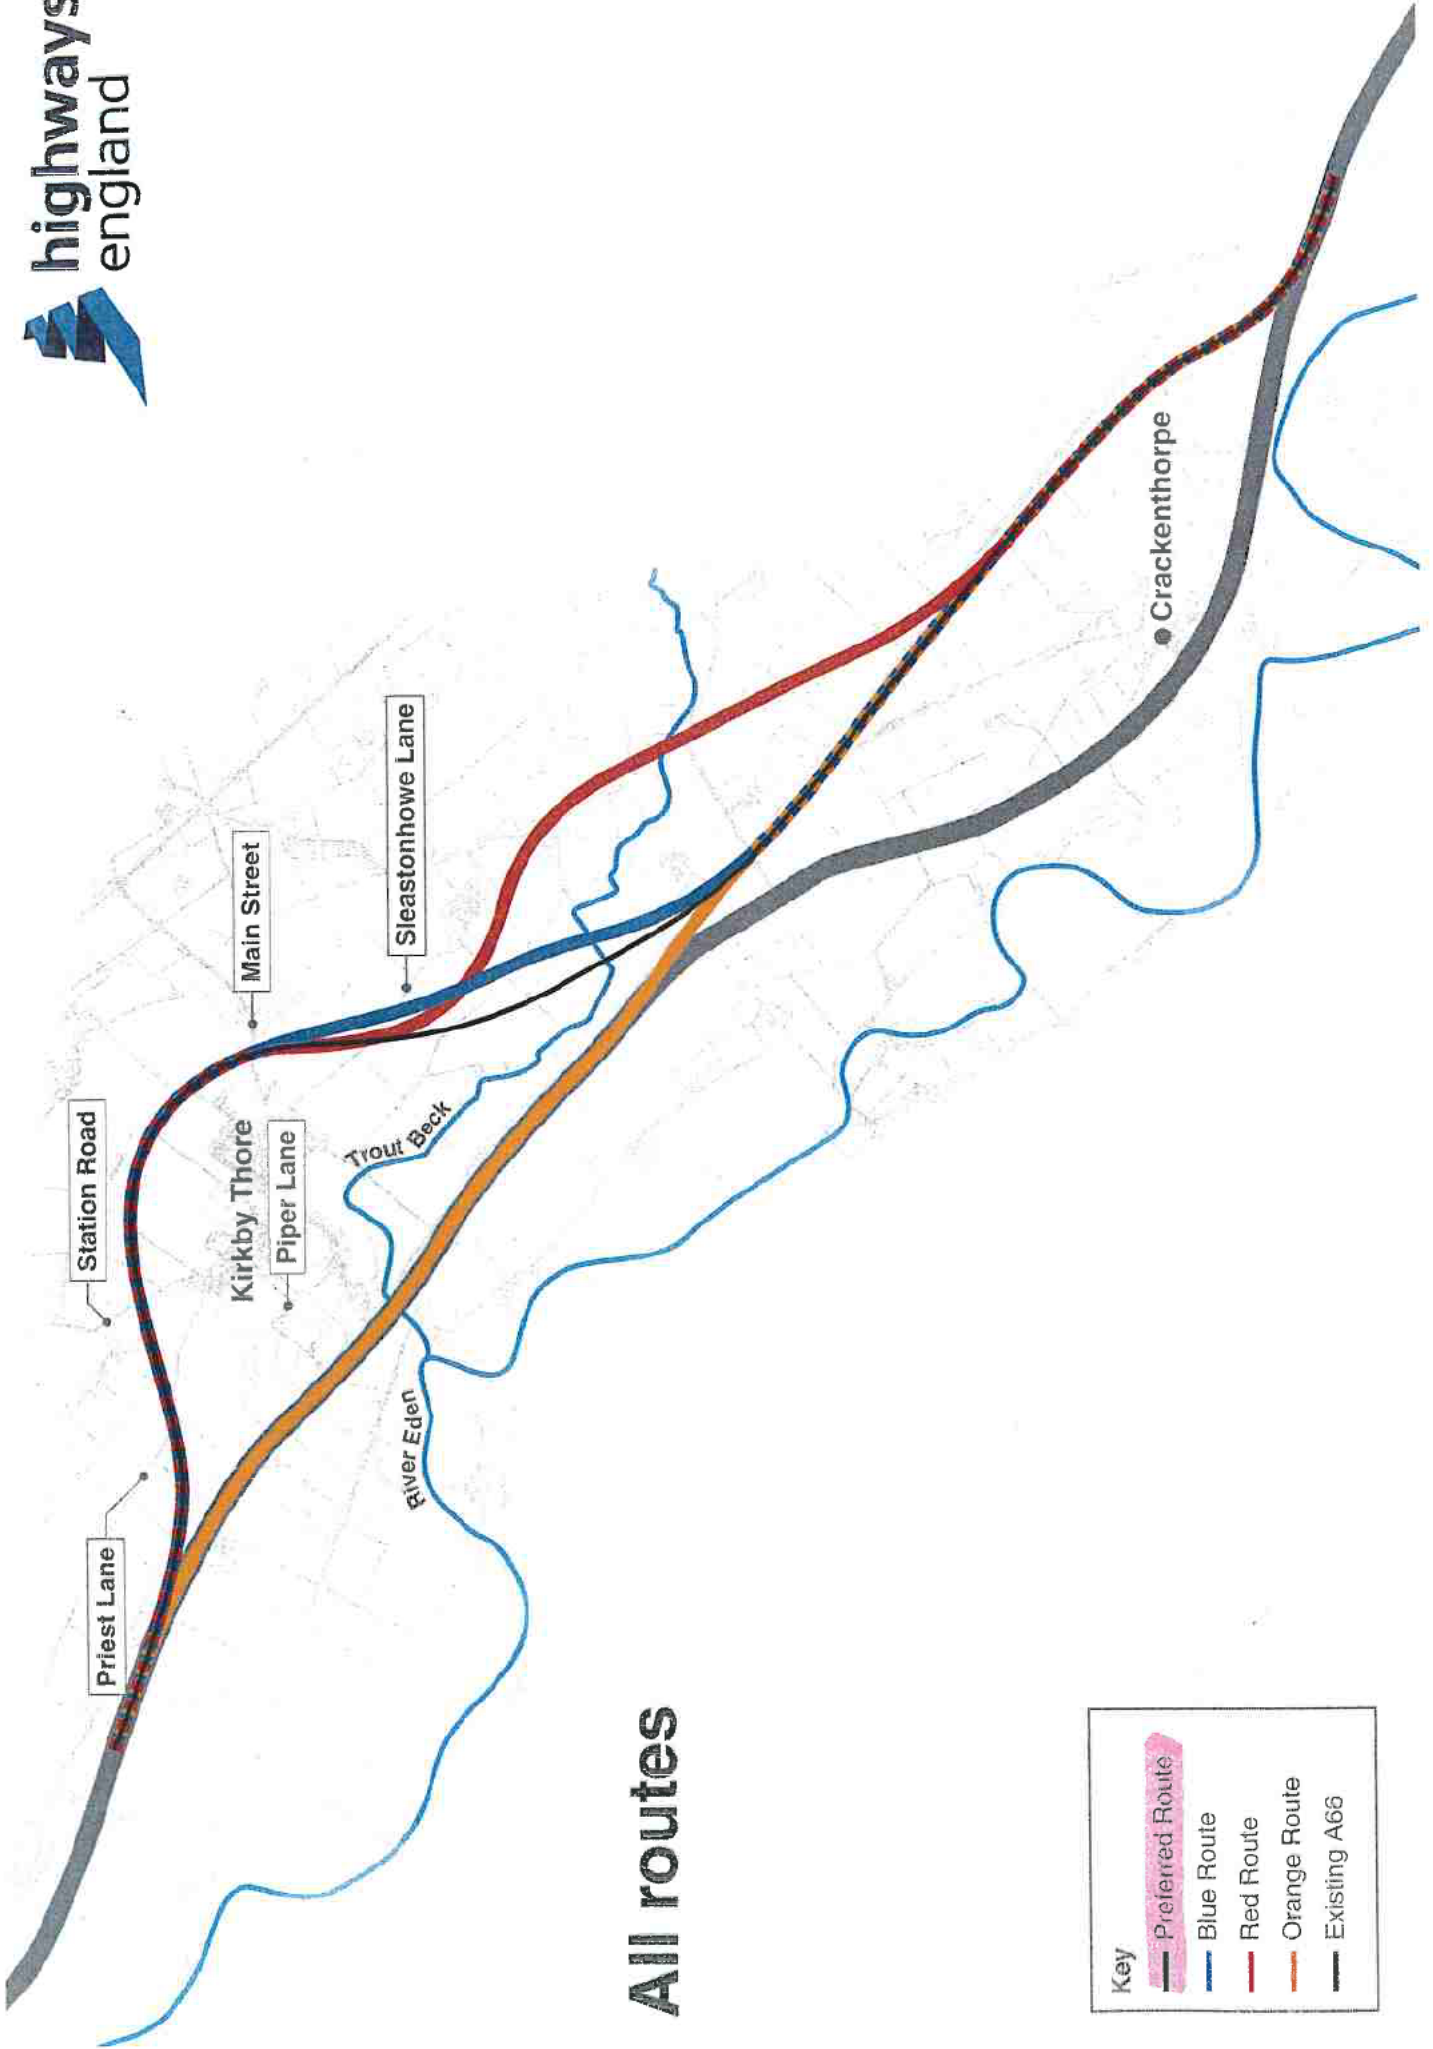 highways
england
All routes
Priest Lane
Station Road
Main Street
Sleastonhowe Lane
Kirkby Thore
Piper Lane
Trout Beck
River Eden
Crackenthorpe
Key
Preferred Route
Blue Route
Red Route
Orange Route
Existing A66